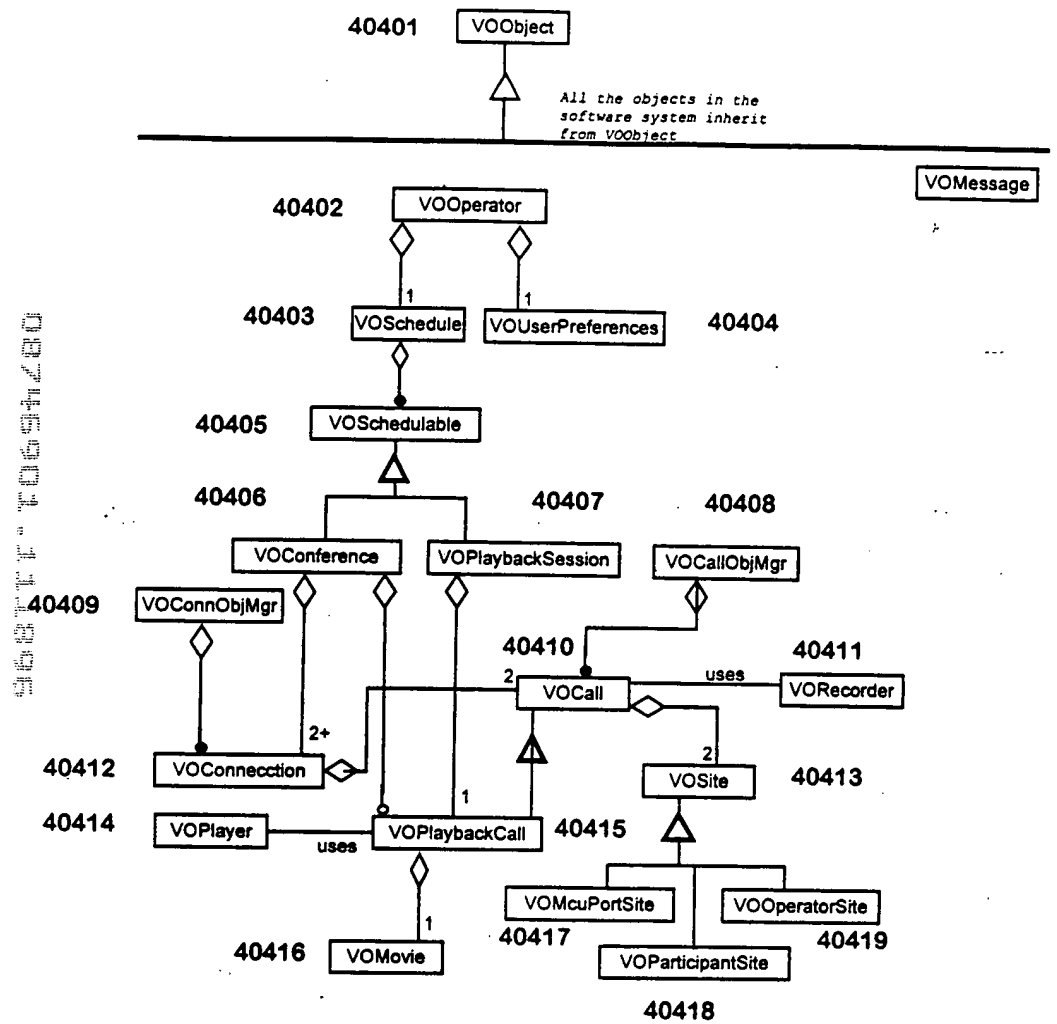 40401
VOObject
All the objects in the
software system inherit
from VOObject
VOMessage
40402
VOOperator
1
1
40403
VOSchedule
VOUserPreferences
40404
40405
VOSchedulable
40406
40407
40408
VOConference
VOPlaybackSession
VOCallObjMgr
40409
VOConnObjMgr
40410
40411
2
VOCall
uses
VORecorder
2+
40412
VOConnecction
2
VOSite
40413
40414
VOPlayer
uses
1
VOPlaybackCall
40415
VOMcuPortSite
VOOperatorSite
40417
40419
1
40416
VOMovie
VOParticipantSite
40418